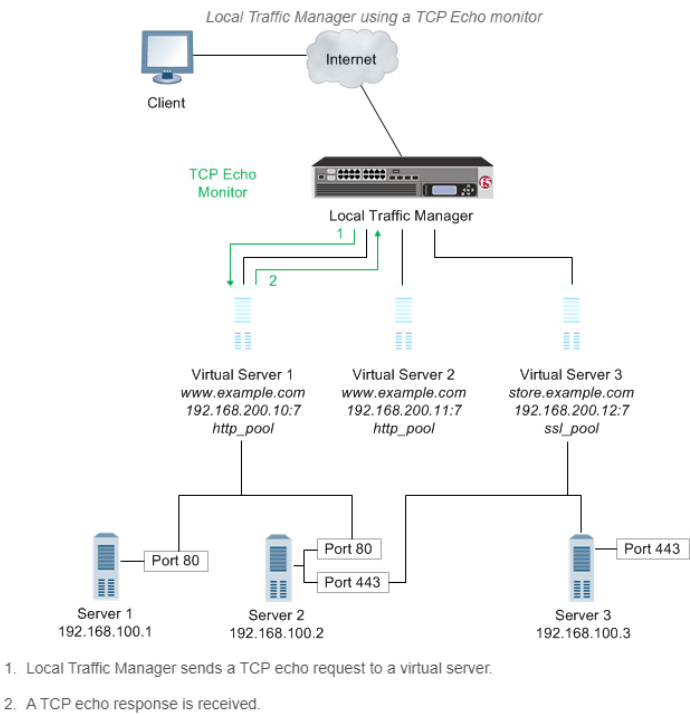 Local Traffic Manager using a TCP Echo monitor
Internet
Client
TCP Echo
Monitor
f5
Local Traffic Manager
1
2
Virtual Server 1
www.example.com
192.168.200.10:7
http_pool
Virtual Server 2
www.example.com
192.168.200.11:7
http_pool
Virtual Server 3
store.example.com
192.168.200.12:7
ssl_pool
Port 80
Port 80
Port 443
Port 443
Server 1
192.168.100.1
Server 2
192.168.100.2
Server 3
192.168.100.3
1. Local Traffic Manager sends a TCP echo request to a virtual server.
2. A TCP echo response is received.